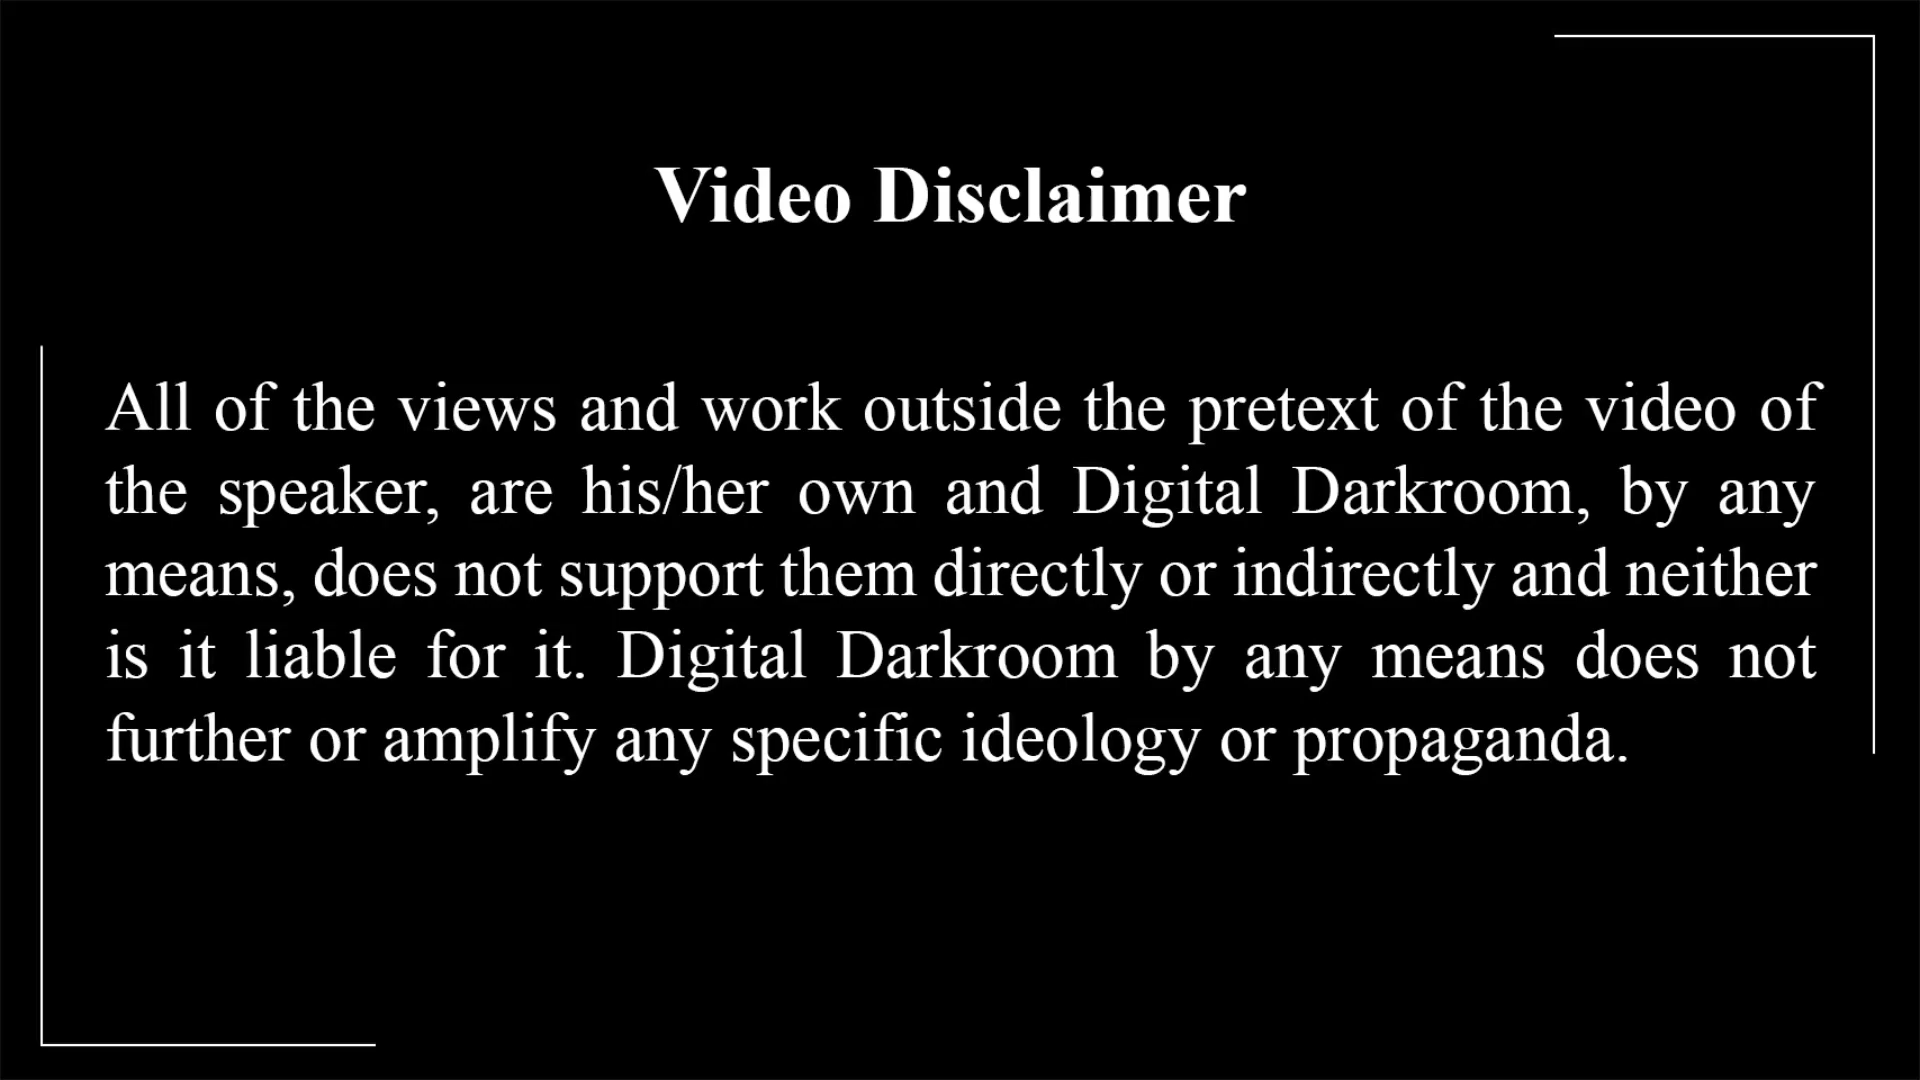 Video Disclaimer
All of the views and work outside the pretext of the video of
the speaker, are his/her own and Digital Darkroom, by any
means, does not support them directly or indirectly and neither
is it liable for it. Digital Darkroom by any means does not
further or amplify any specific ideology or propaganda.